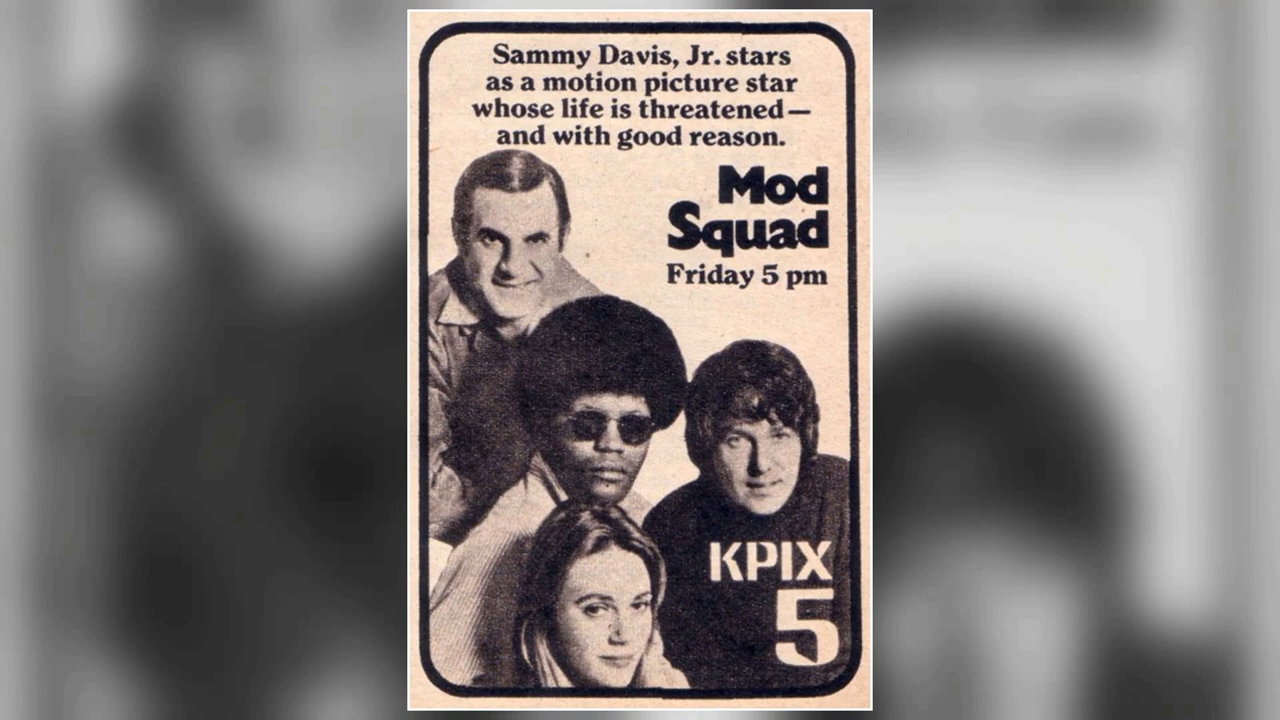 Sammy Davis, Jr. stars
as a motion picture star
whose life is threatened—
and with good reason.
Mod
Squad
Friday 5 pm
KPIX
5